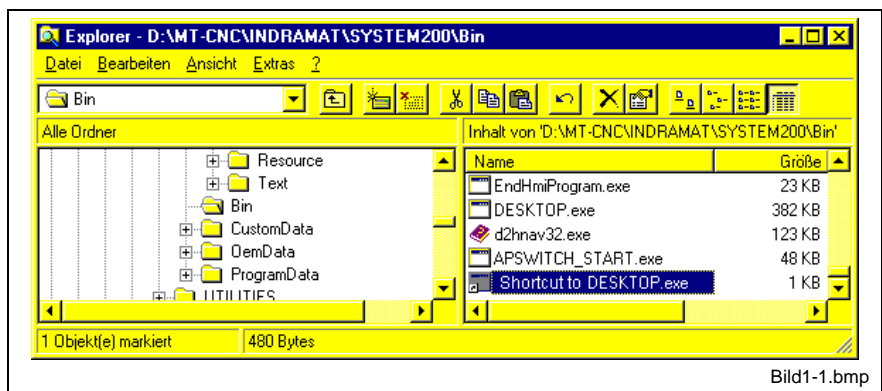 Explorer - D:\MT-CNC\INDRAMAT\SYSTEM200\Bin
Datei Bearbeiten Ansicht Extras ?
Bin
Alle Ordner
Inhalt von 'D:\MT-CNC\INDRAMAT\SYSTEM200\Bin'
Resource
Text
Bin
CustomData
OemData
ProgramData
UTILITIES
Name Größe
EndHmiProgram.exe 23 KB
DESKTOP.exe 382 KB
d2hnav32.exe 123 KB
APSWITCH_START.exe 48 KB
Shortcut to DESKTOP.exe 1 KB
1 Objekt(e) markiert 480 Bytes
Bild1-1.bmp